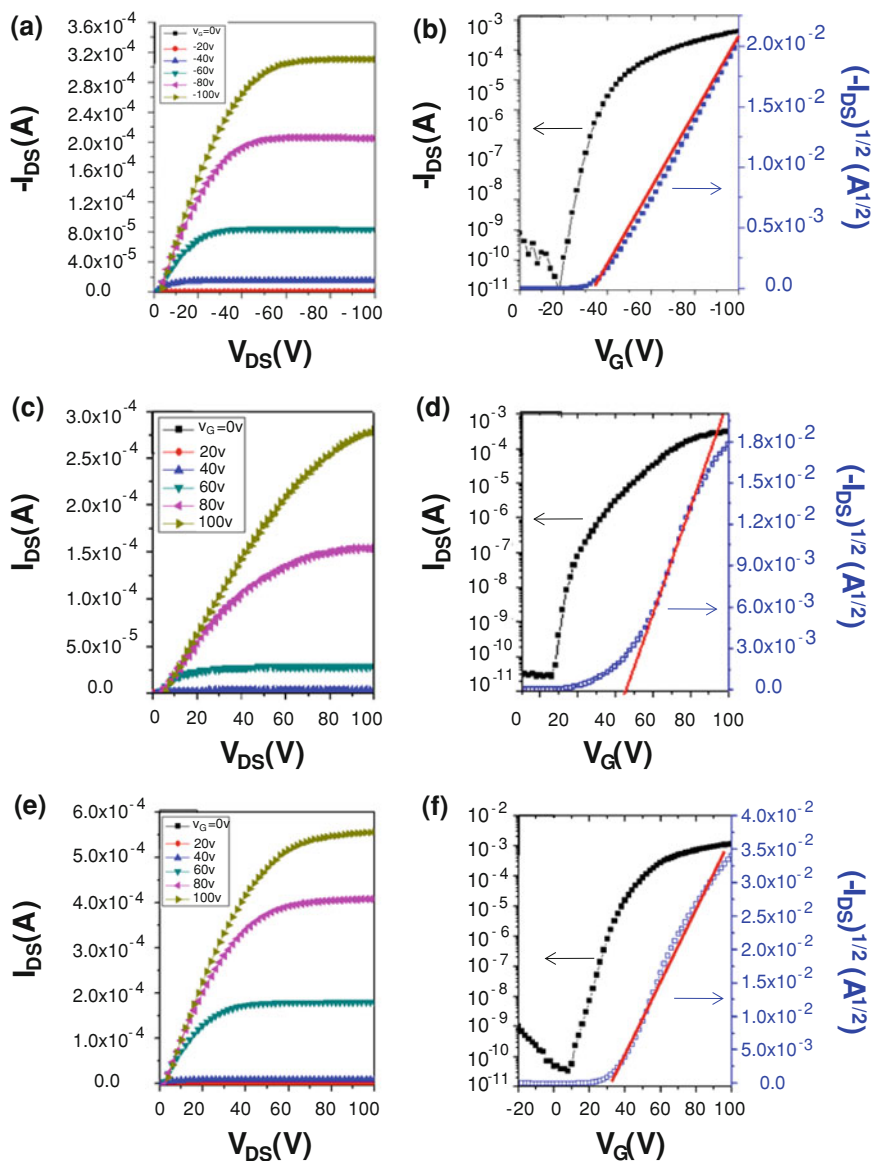 (a)
3.6x10⁻⁴
3.2x10⁻⁴
2.8x10⁻⁴
2.4x10⁻⁴
2.0x10⁻⁴
1.6x10⁻⁴
1.2x10⁻⁴
8.0x10⁻⁵
4.0x10⁻⁵
0.0
-I_DS(A)
V_G=0v
-20v
-40v
-60v
-80v
-100v
0 -20 -40 -60 -80 -100
V_DS(V)
(b)
10⁻³
10⁻⁴
10⁻⁵
10⁻⁶
10⁻⁷
10⁻⁸
10⁻⁹
10⁻¹⁰
10⁻¹¹
-I_DS(A)
2.0x10⁻²
1.5x10⁻²
1.0x10⁻²
0.5x10⁻³
0.0
(-I_DS)^1/2 (A^1/2)
0 -20 -40 -60 -80 -100
V_G(V)
(c)
3.0x10⁻⁴
2.5x10⁻⁴
2.0x10⁻⁴
1.5x10⁻⁴
1.0x10⁻⁴
5.0x10⁻⁵
0.0
I_DS(A)
V_G=0v
20v
40v
60v
80v
100v
0 20 40 60 80 100
V_DS(V)
(d)
10⁻³
10⁻⁴
10⁻⁵
10⁻⁶
10⁻⁷
10⁻⁸
10⁻⁹
10⁻¹⁰
10⁻¹¹
I_DS(A)
1.8x10⁻²
1.5x10⁻²
1.2x10⁻²
9.0x10⁻³
6.0x10⁻³
3.0x10⁻³
0.0
(-I_DS)^1/2 (A^1/2)
0 20 40 60 80 100
V_G(V)
(e)
6.0x10⁻⁴
5.0x10⁻⁴
4.0x10⁻⁴
3.0x10⁻⁴
2.0x10⁻⁴
1.0x10⁻⁴
0.0
I_DS(A)
V_G=0v
20v
40v
60v
80v
100v
0 20 40 60 80 100
V_DS(V)
(f)
10⁻²
10⁻³
10⁻⁴
10⁻⁵
10⁻⁶
10⁻⁷
10⁻⁸
10⁻⁹
10⁻¹⁰
10⁻¹¹
I_DS(A)
4.0x10⁻²
3.5x10⁻²
3.0x10⁻²
2.5x10⁻²
2.0x10⁻²
1.5x10⁻²
1.0x10⁻²
5.0x10⁻³
0.0
(-I_DS)^1/2 (A^1/2)
-20 0 20 40 60 80 100
V_G(V)